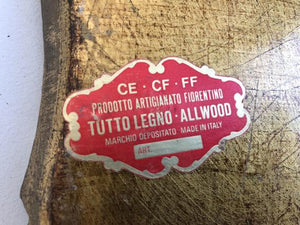 CE · CF · FF
PRODOTTO ARTIGIANATO FIORENTINO
TUTTO LEGNO · ALLWOOD
MARCHIO DEPOSITATO MADE IN ITALY
ART.